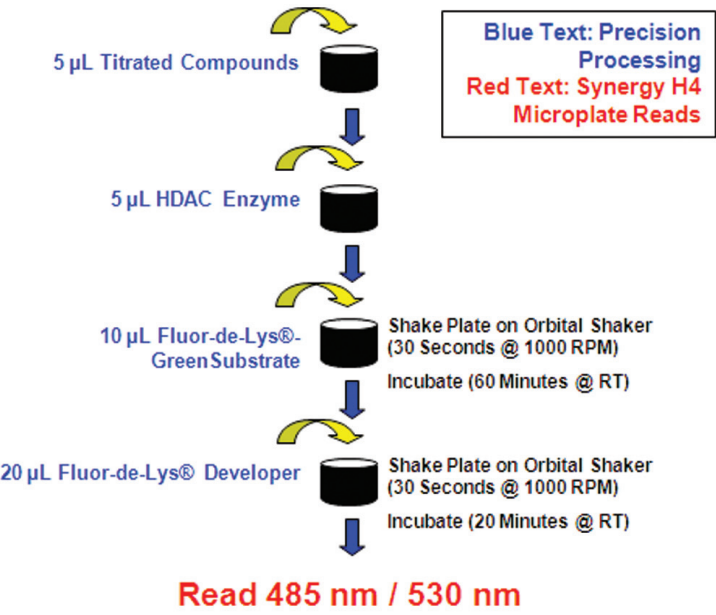 5 µL Titrated Compounds
Blue Text: Precision
Processing
Red Text: Synergy H4
Microplate Reads
5 µL HDAC Enzyme
10 µL Fluor-de-Lys®-
Green Substrate
Shake Plate on Orbital Shaker
(30 Seconds @ 1000 RPM)
Incubate (60 Minutes @ RT)
20 µL Fluor-de-Lys® Developer
Shake Plate on Orbital Shaker
(30 Seconds @ 1000 RPM)
Incubate (20 Minutes @ RT)
Read 485 nm / 530 nm